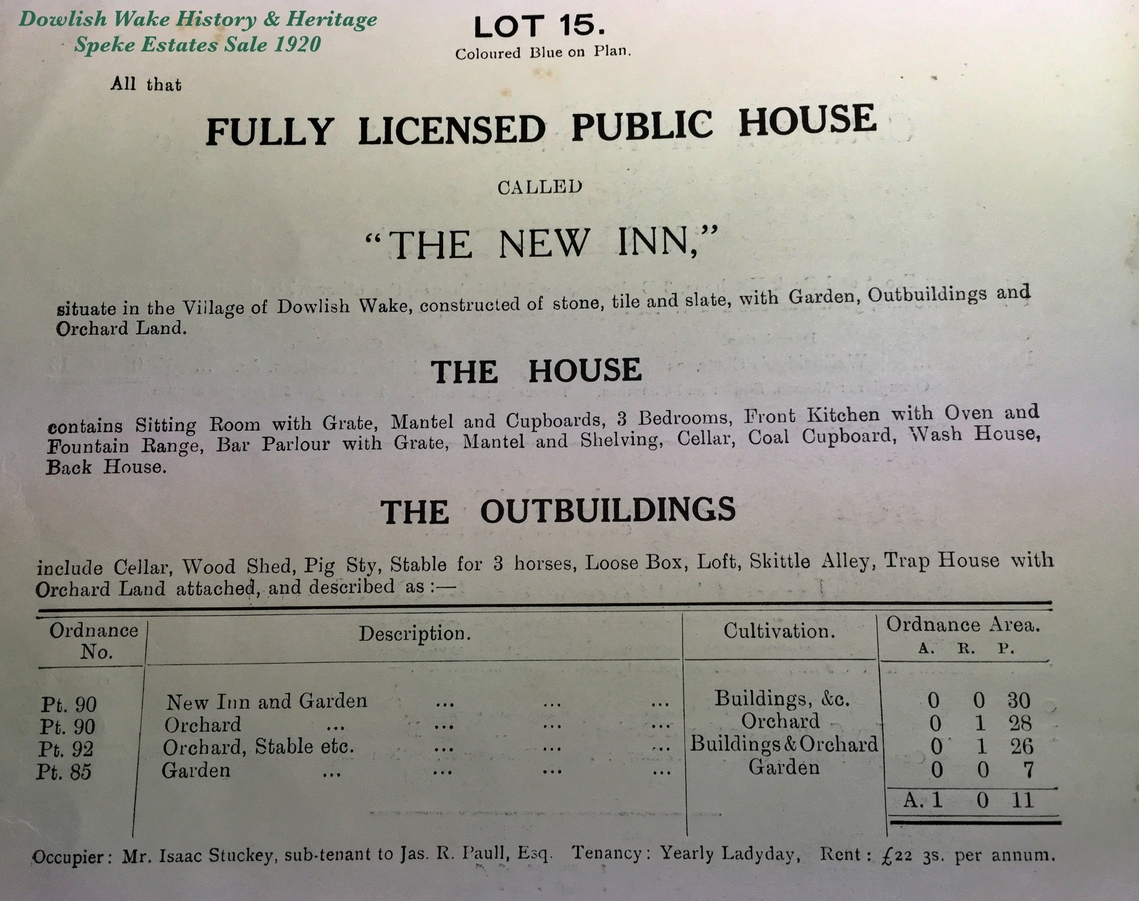 Dowlish Wake History & Heritage
Speke Estates Sale 1920
LOT 15.
Coloured Blue on Plan.
All that
FULLY LICENSED PUBLIC HOUSE
CALLED
“THE NEW INN,”
situate in the Village of Dowlish Wake, constructed of stone, tile and slate, with Garden, Outbuildings and
Orchard Land.
THE HOUSE
contains Sitting Room with Grate, Mantel and Cupboards, 3 Bedrooms, Front Kitchen with Oven and
Fountain Range, Bar Parlour with Grate, Mantel and Shelving, Cellar, Coal Cupboard, Wash House,
Back House.
THE OUTBUILDINGS
include Cellar, Wood Shed, Pig Sty, Stable for 3 horses, Loose Box, Loft, Skittle Alley, Trap House with
Orchard Land attached, and described as :—
Ordnance No. Description. Cultivation. Ordnance Area.
A. R. P.
Pt. 90 New Inn and Garden ... ... ... Buildings, &c. 0 0 30
Pt. 90 Orchard ... ... ... ... Orchard 0 1 28
Pt. 92 Orchard, Stable etc. ... ... ... Buildings & Orchard 0 1 26
Pt. 85 Garden ... ... ... ... Garden 0 0 7
A. 1 0 11
Occupier: Mr. Isaac Stuckey, sub-tenant to Jas. R. Paull, Esq. Tenancy: Yearly Ladyday, Rent: £22 3s. per annum.